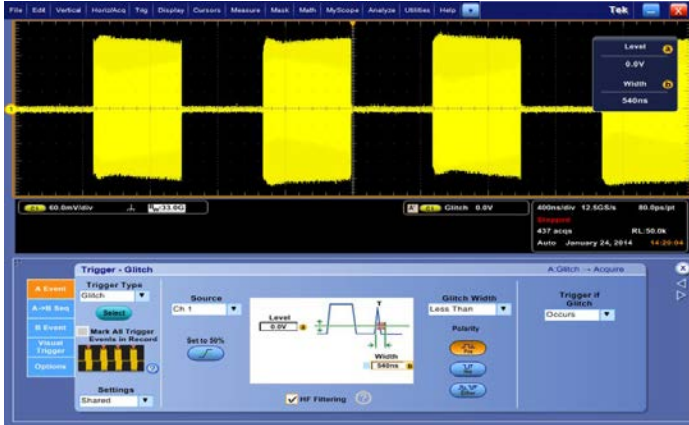 File Edit Vertical Horiz/Acq Trig Display Cursors Measure Mask Math MyScope Analyze Utilities Help Tek X
Level a
0.0V
Width b
540ns
1
C1 60.0mV/div BW:33.0G
A' C1 Glitch 0.0V
400ns/div 12.5GS/s 80.0ps/pt
Stopped
437 acqs RL:50.0k
Auto January 24, 2014 14:29:04
Trigger - Glitch A:Glitch → Acquire X
A Event
A->B Seq
B Event
Visual Trigger
Options
Trigger Type
Glitch
Select
Mark All Trigger
Events in Record
Settings
Shared
Source
Ch 1
Set to 50%
Level
0.0V a
T
Width
540ns b
HF Filtering ?
Glitch Width
Less Than
Polarity
Pos
Neg
Either
Trigger if
Glitch
Occurs